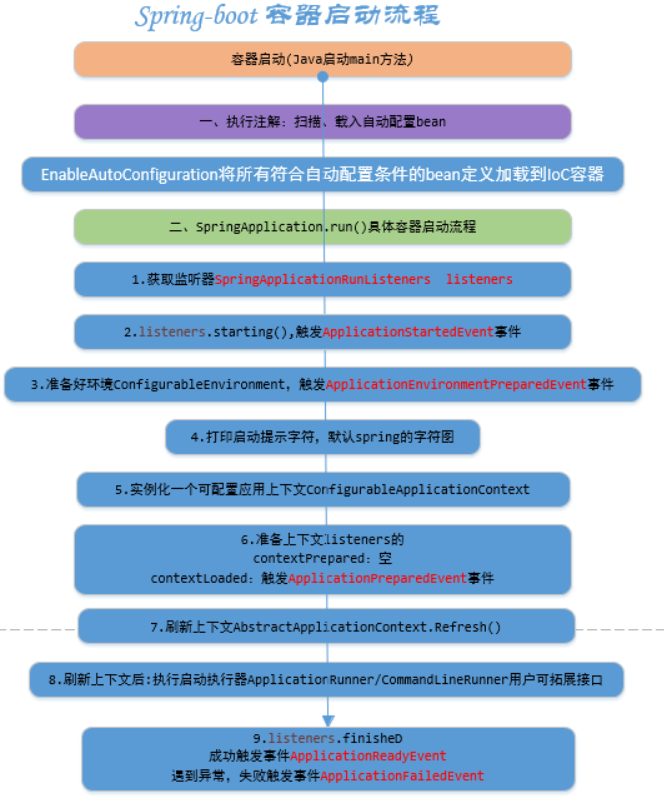 Spring-boot 容器启动流程
容器启动(Java启动main方法)
一、执行注解：扫描、载入自动配置bean
EnableAutoConfiguration将所有符合自动配置条件的bean定义加载到IoC容器
二、SpringApplication.run()具体容器启动流程
1.获取监听器SpringApplicationRunListeners listeners
2.listeners.starting(),触发ApplicationStartedEvent事件
3.准备好环境ConfigurableEnvironment，触发ApplicationEnvironmentPreparedEvent事件
4.打印启动提示字符，默认spring的字符图
5.实例化一个可配置应用上下文ConfigurableApplicationContext
6.准备上下文listeners的
contextPrepared：空
contextLoaded：触发ApplicationPreparedEvent事件
7.刷新上下文AbstractApplicationContext.Refresh()
8.刷新上下文后:执行启动执行器ApplicationRunner/CommandLineRunner用户可拓展接口
9.listeners.finisheD
成功触发事件ApplicationReadyEvent
遇到异常，失败触发事件ApplicationFailedEvent